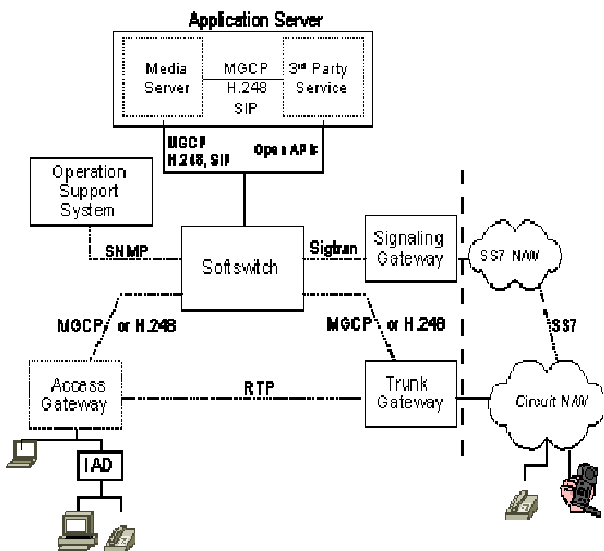 Application Server
Media
Server
MGCP
H.248
SIP
3rd Party
Service
MGCP
H.248, SIP
Open APIs
Operation
Support
System
SNMP
Softswitch
Sigtran
Signaling
Gateway
SS7 N/W
MGCP or H.248
MGCP or H.248
SS7
Access
Gateway
RTP
Trunk
Gateway
Circuit N/W
IAD